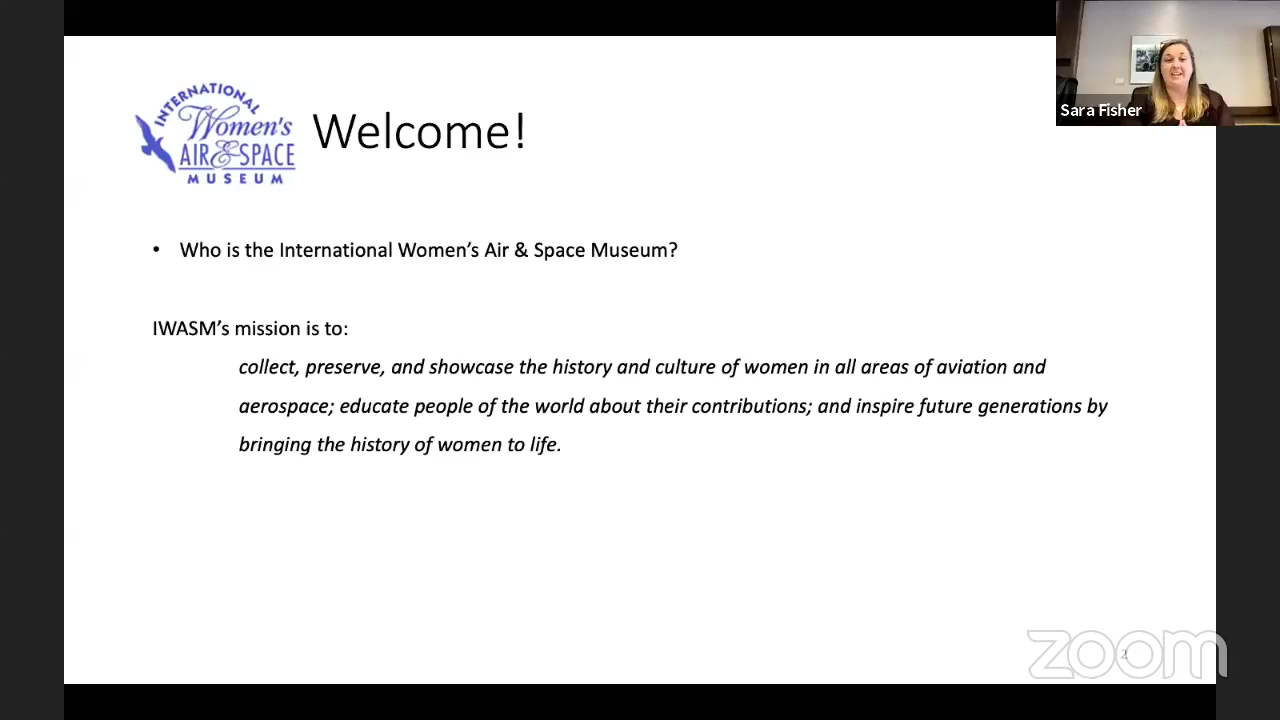 INTERNATIONAL
Women's
AIR & SPACE
MUSEUM
Welcome!
Sara Fisher
• Who is the International Women’s Air & Space Museum?
IWASM’s mission is to:
collect, preserve, and showcase the history and culture of women in all areas of aviation and
aerospace; educate people of the world about their contributions; and inspire future generations by
bringing the history of women to life.
zoom
2